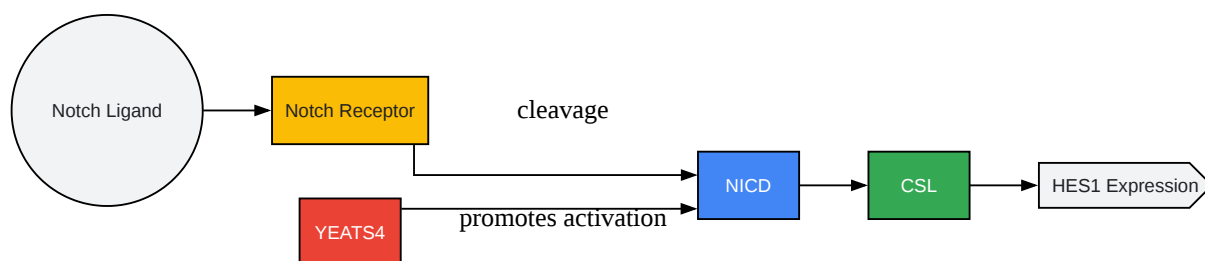 Notch Ligand
Notch Receptor
cleavage
NICD
CSL
HES1 Expression
promotes activation
YEATS4